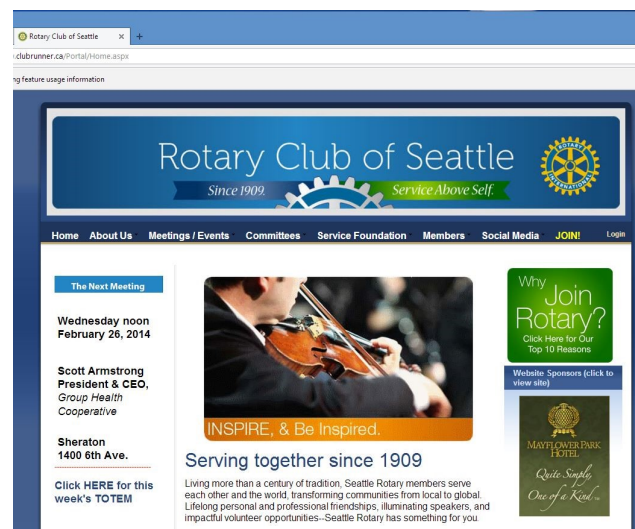 Rotary Club of Seattle
.clubrunner.ca/Portal/Home.aspx
ng feature usage information
Rotary Club of Seattle
Since 1909.
Service Above Self.
ROTARY
INTERNATIONAL
Home About Us Meetings / Events Committees Service Foundation Members Social Media JOIN! Login
The Next Meeting
Wednesday noon
February 26, 2014
Scott Armstrong
President & CEO,
Group Health
Cooperative
Sheraton
1400 6th Ave.
Click HERE for this
week's TOTEM
INSPIRE, & Be Inspired.
Serving together since 1909
Living more than a century of tradition, Seattle Rotary members serve
each other and the world, transforming communities from local to global.
Lifelong personal and professional friendships, illuminating speakers, and
impactful volunteer opportunities--Seattle Rotary has something for you.
Why
Join
Rotary?
Click Here for Our
Top 10 Reasons
Website Sponsors (click to
view site)
MAYFLOWER PARK
HOTEL
Quite Simply,
One of a Kind